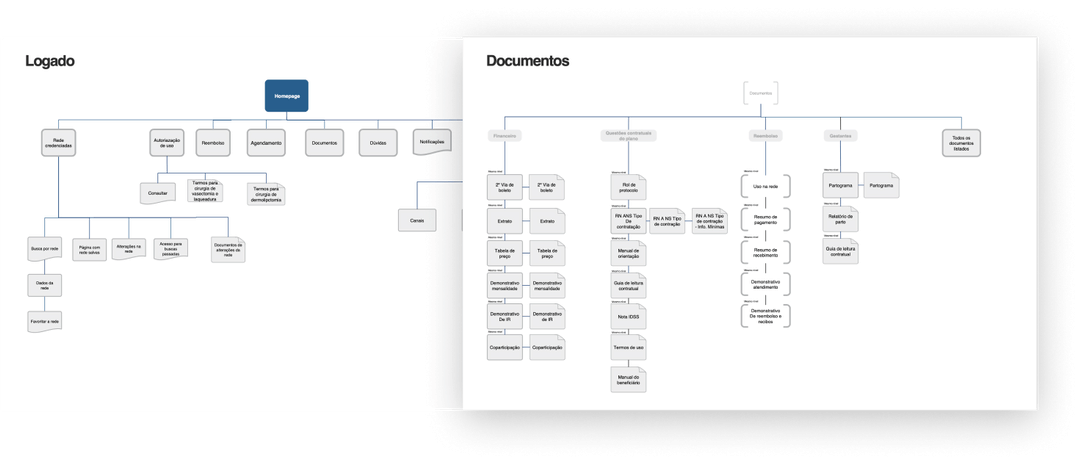 Logado
Homepage
Rede
credenciadas
Autorização
de uso
Reembolso
Agendamento
Documentos
Dúvidas
Notificações
Consultar
Termos para
cirurgia de
vasectomia e
laqueadura
Termos para
cirurgia de
dermolipotomia
Canais
Busca por rede
Página com
rede salvos
Alterações na
rede
Acesso para
buscas
passadas
Documentos de
alterações da
rede
Dados da
rede
Favoritar a rede
Documentos
Documentos
Financeiro
Questões contratuais
do plano
Reembolso
Gestantes
Todos os
documentos
listados
2ª Via de
boleto
2ª Via de
boleto
Extrato
Extrato
Tabela de
preço
Tabela de
preço
Demonstrativo
mensalidade
Demonstrativo
mensalidade
Demonstrativo
De IR
Demonstrativo
de IR
Coparticipação
Coparticipação
Rol de
protocolo
RN ANS Tipo
De contratação
RN A NS Tipo
de contração
RN A NS Tipo
de contração
- Info. Mínimas
Manual de
orientação
Guia de leitura
contratual
Nota IDSS
Termos de uso
Manual do
beneficiário
Uso na rede
Resumo de
pagamento
Resumo de
recebimento
Demonstrativo
atendimento
Demonstrativo
De reembolso e
recibos
Partograma
Partograma
Relatório de
parto
Guia de leitura
contratual